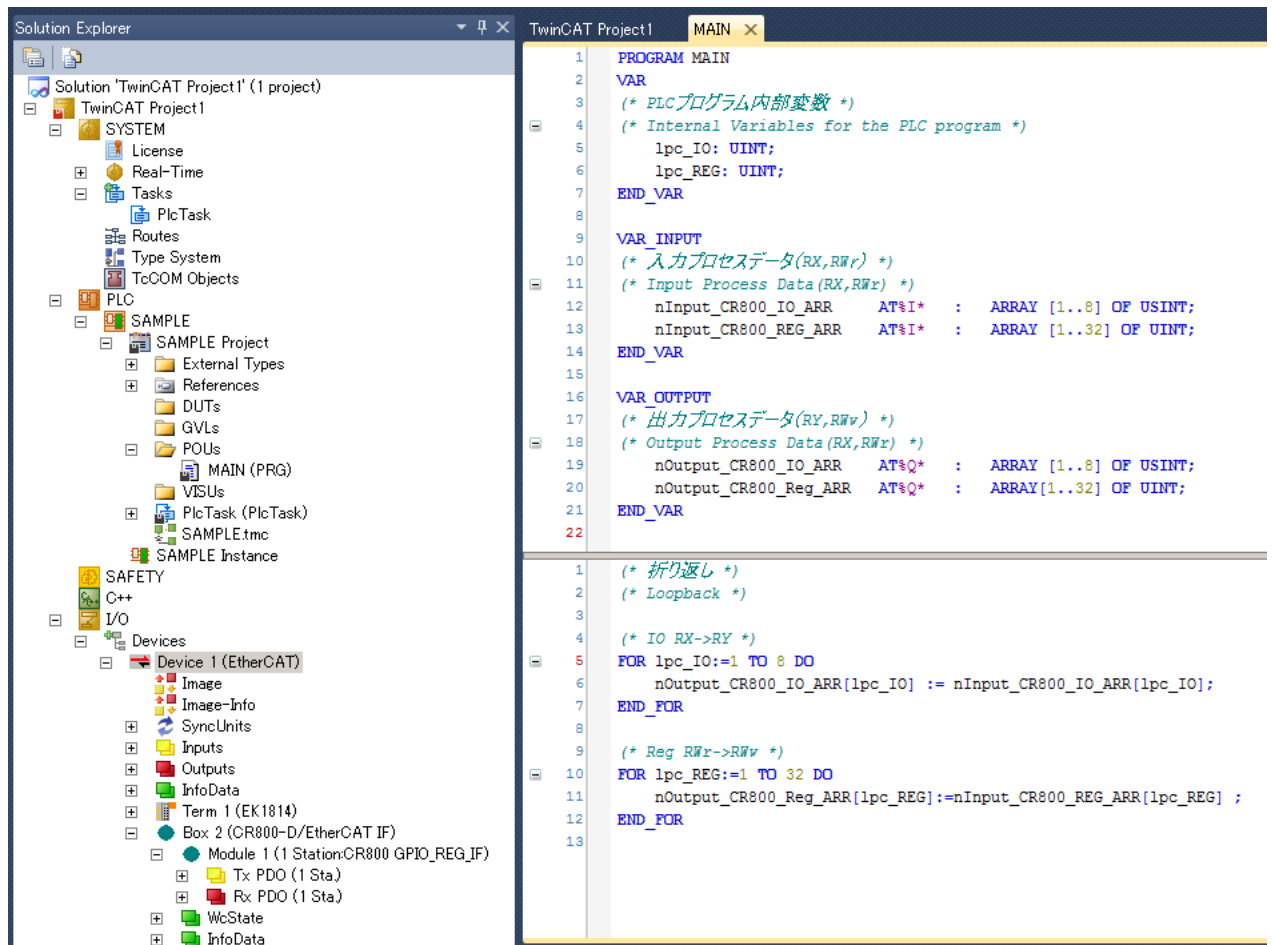 Solution Explorer
Solution 'TwinCAT Project1' (1 project)
TwinCAT Project1
SYSTEM
License
Real-Time
Tasks
PlcTask
Routes
Type System
TcCOM Objects
PLC
SAMPLE
SAMPLE Project
External Types
References
DUTs
GVLs
POUs
MAIN (PRG)
VISUs
PlcTask (PlcTask)
SAMPLE.tmc
SAMPLE Instance
SAFETY
C++
I/O
Devices
Device 1 (EtherCAT)
Image
Image-Info
SyncUnits
Inputs
Outputs
InfoData
Term 1 (EK1814)
Box 2 (CR800-D/EtherCAT IF)
Module 1 (1 Station:CR800 GPIO_REG_IF)
Tx PDO (1 Sta.)
Rx PDO (1 Sta.)
WcState
InfoData
TwinCAT Project1 MAIN
1 PROGRAM MAIN
2 VAR
3 (* PLCプログラム内部変数 *)
4 (* Internal Variables for the PLC program *)
5 lpc_IO: UINT;
6 lpc_REG: UINT;
7 END_VAR
8
9 VAR_INPUT
10 (* 入力プロセスデータ(RX,RWr) *)
11 (* Input Process Data(RX,RWr) *)
12 nInput_CR800_IO_ARR AT%I* : ARRAY [1..8] OF USINT;
13 nInput_CR800_REG_ARR AT%I* : ARRAY [1..32] OF UINT;
14 END_VAR
15
16 VAR_OUTPUT
17 (* 出力プロセスデータ(RY,RWw) *)
18 (* Output Process Data(RX,RWr) *)
19 nOutput_CR800_IO_ARR AT%Q* : ARRAY [1..8] OF USINT;
20 nOutput_CR800_Reg_ARR AT%Q* : ARRAY[1..32] OF UINT;
21 END_VAR
22
1 (* 折り返し *)
2 (* Loopback *)
3
4 (* IO RX->RY *)
5 FOR lpc_IO:=1 TO 8 DO
6 nOutput_CR800_IO_ARR[lpc_IO] := nInput_CR800_IO_ARR[lpc_IO];
7 END_FOR
8
9 (* Reg RWr->RWw *)
10 FOR lpc_REG:=1 TO 32 DO
11 nOutput_CR800_Reg_ARR[lpc_REG]:=nInput_CR800_REG_ARR[lpc_REG] ;
12 END_FOR
13